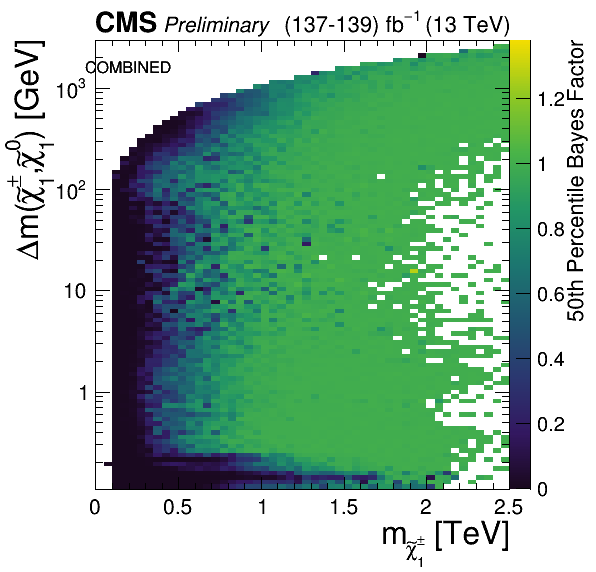 CMS Preliminary (137-139) fb⁻¹ (13 TeV)
COMBINED
Δm(χ̃₁±,χ̃₁⁰) [GeV]
10³
10²
10
1
0 0.5 1 1.5 2 2.5
m_χ̃₁± [TeV]
1.2
1
0.8
0.6
0.4
0.2
0
50th Percentile Bayes Factor